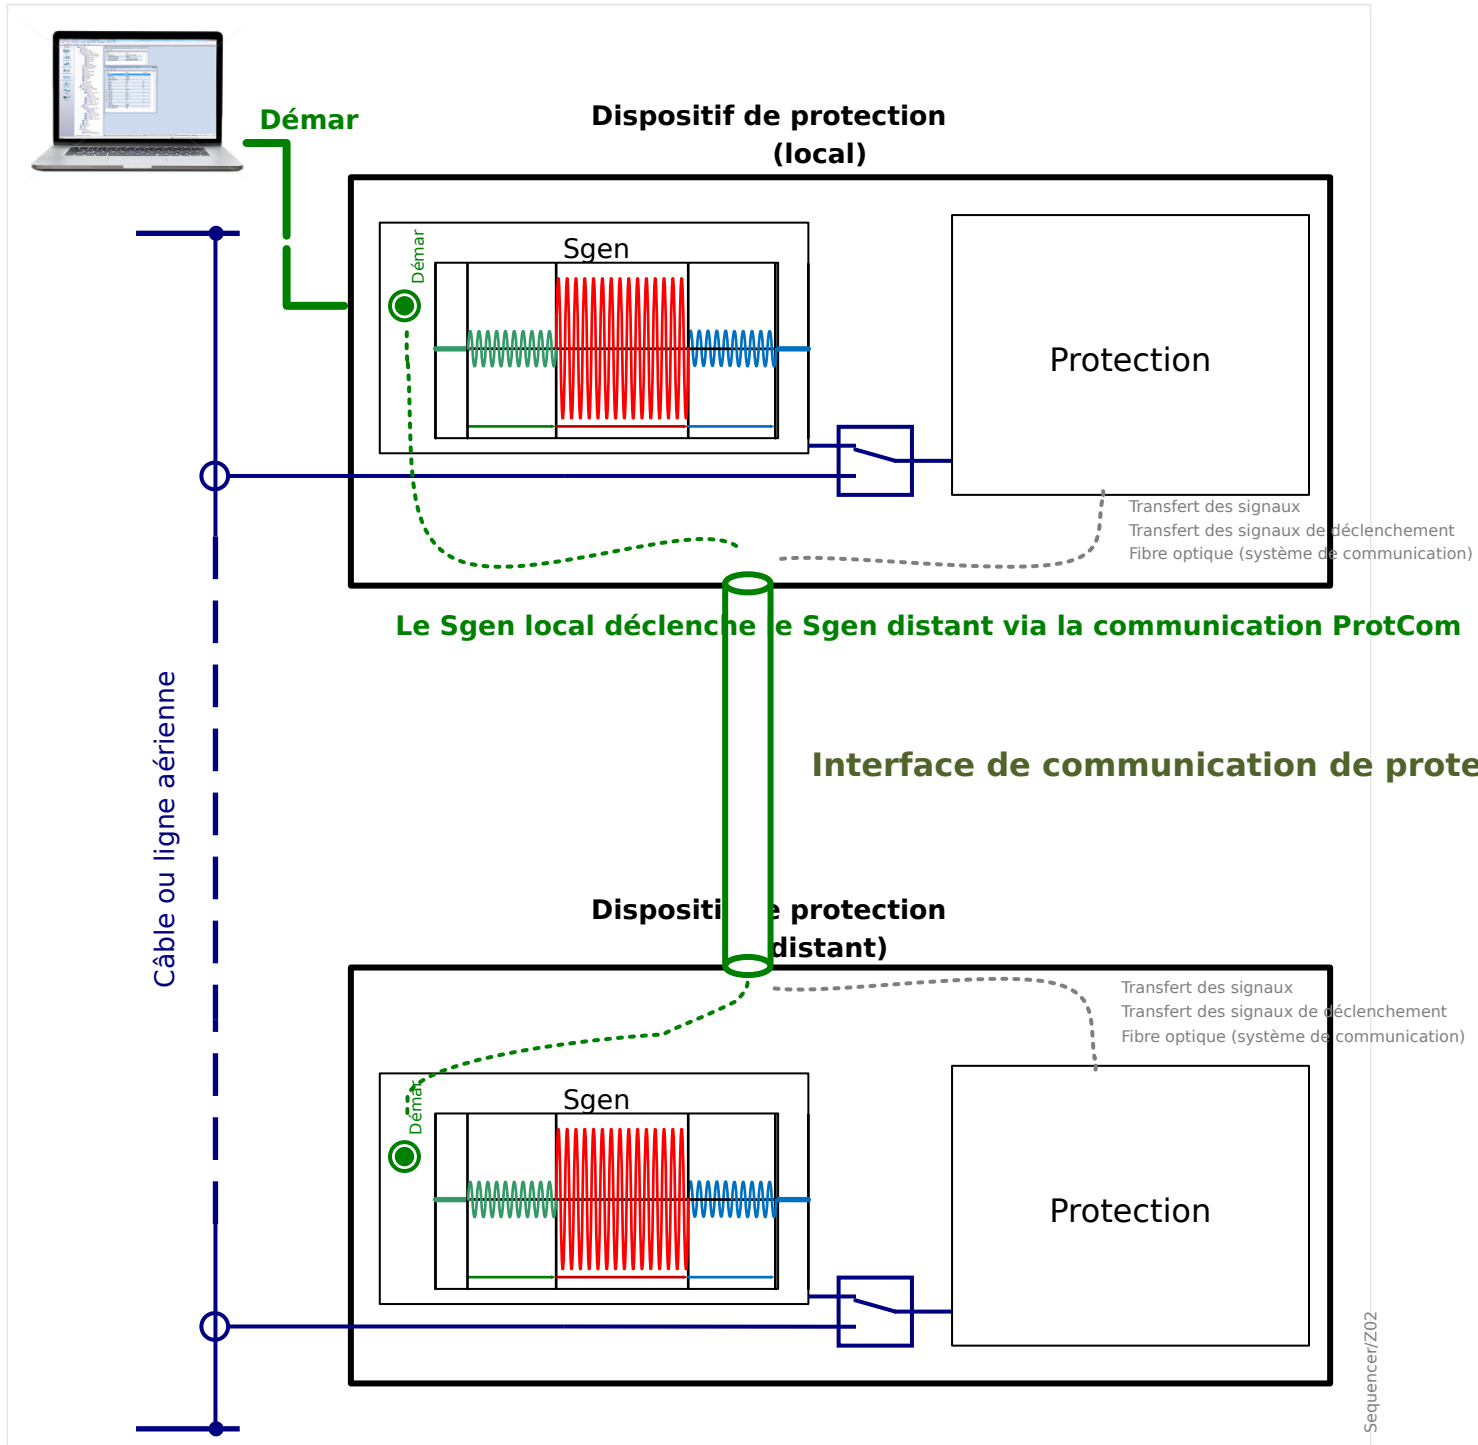 Démar
Dispositif de protection
(local)
Démar
Sgen
Protection
Transfert des signaux
Transfert des signaux de déclenchement
Fibre optique (système de communication)
Le Sgen local déclenche e Sgen distant via la communication ProtCom
Câble ou ligne aérienne
Interface de communication de prote
Dispositi e protection
distant)
Transfert des signaux
Transfert des signaux de déclenchement
Fibre optique (système de communication)
Démar
Sgen
Protection
Sequencer/Z02